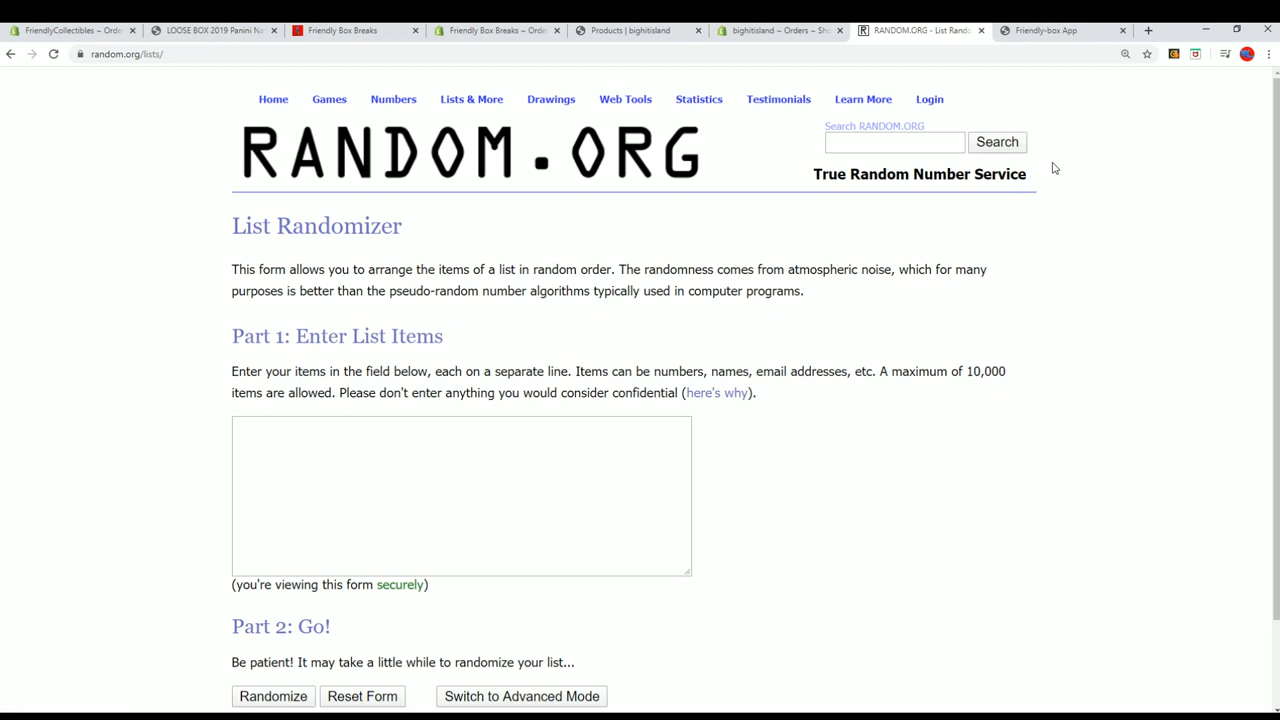 FriendlyCollectibles – Orde
LOOSE BOX 2019 Panini Na
Friendly Box Breaks
Friendly Box Breaks – Orde
Products | bighitisland
bighitisland – Orders – Sho
RANDOM.ORG - List Rando
Friendly-box App
random.org/lists/
Home Games Numbers Lists & More Drawings Web Tools Statistics Testimonials Learn More Login
Search RANDOM.ORG
RANDOM.ORG
Search
True Random Number Service
List Randomizer
This form allows you to arrange the items of a list in random order. The randomness comes from atmospheric noise, which for many
purposes is better than the pseudo-random number algorithms typically used in computer programs.
Part 1: Enter List Items
Enter your items in the field below, each on a separate line. Items can be numbers, names, email addresses, etc. A maximum of 10,000
items are allowed. Please don't enter anything you would consider confidential (here's why).
(you're viewing this form securely)
Part 2: Go!
Be patient! It may take a little while to randomize your list...
Randomize Reset Form Switch to Advanced Mode